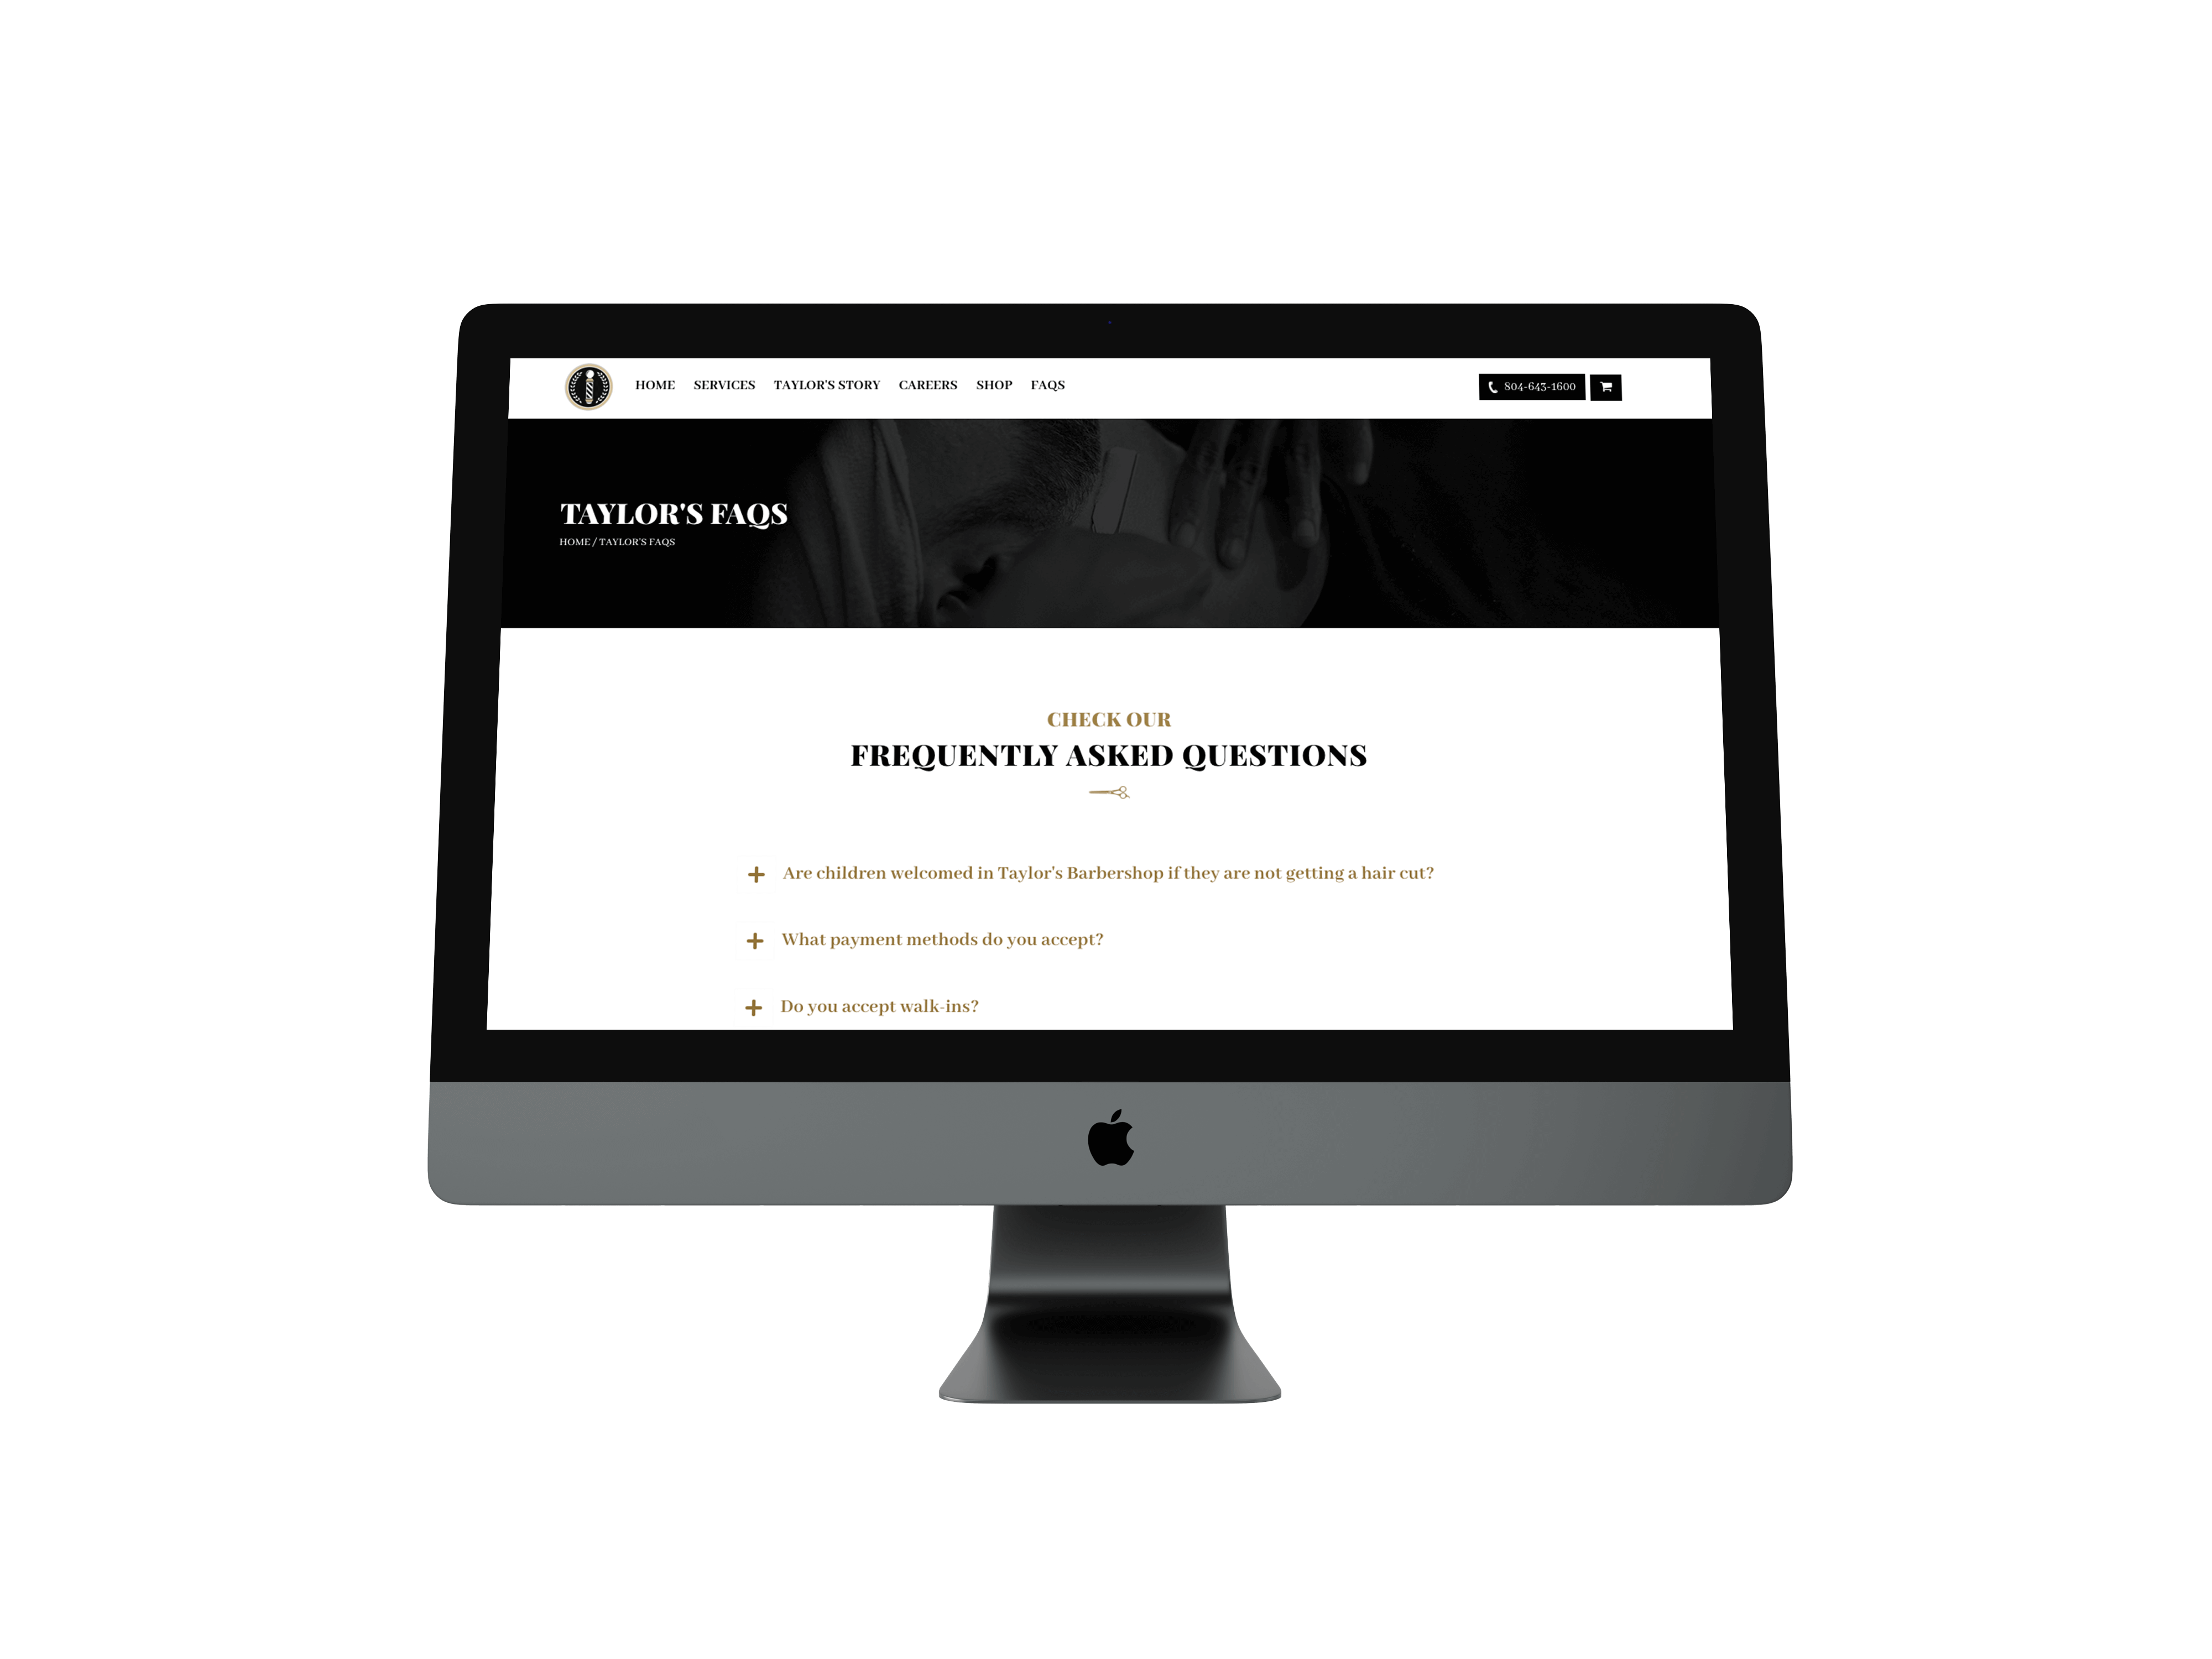 HOME SERVICES TAYLOR'S STORY CAREERS SHOP FAQS 804-643-1600
TAYLOR'S FAQS
HOME / TAYLOR'S FAQS
CHECK OUR
FREQUENTLY ASKED QUESTIONS
Are children welcomed in Taylor's Barbershop if they are not getting a hair cut?
What payment methods do you accept?
Do you accept walk-ins?